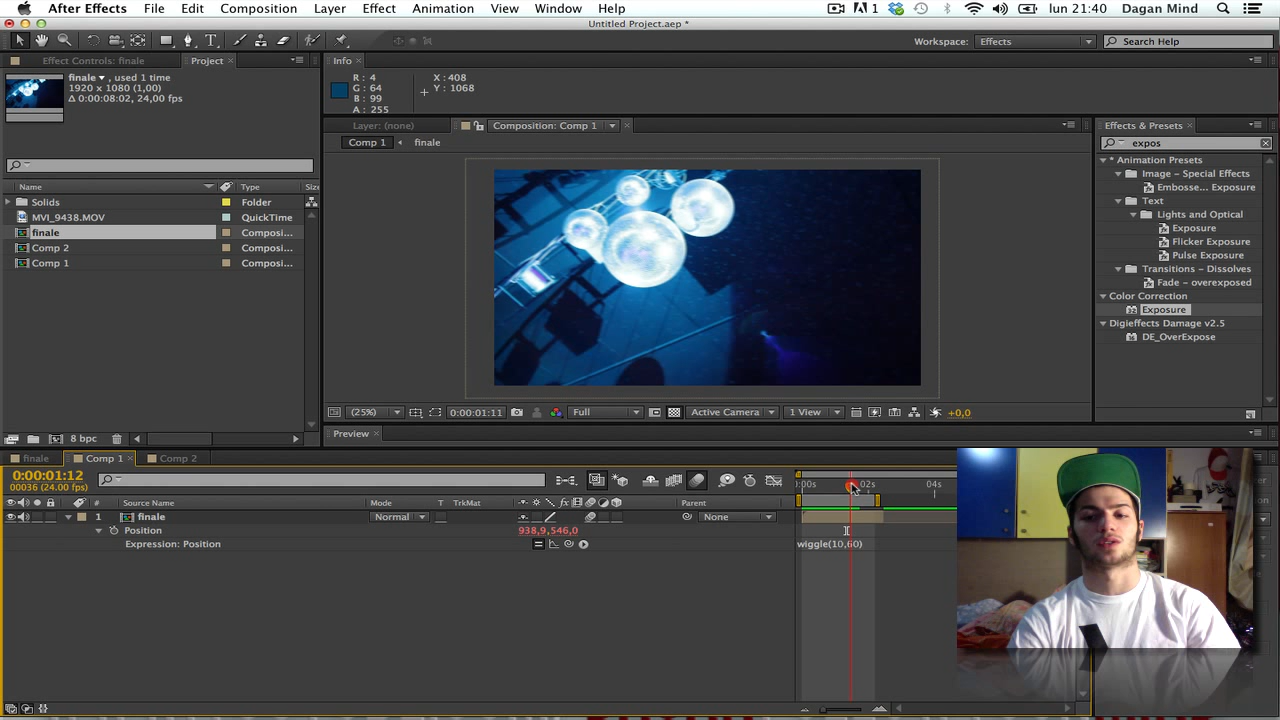 After Effects File Edit Composition Layer Effect Animation View Window Help 1 lun 21:40 Dagan Mind
Untitled Project.aep *
Workspace: Effects Search Help
Effect Controls: finale Project
finale , used 1 time
1920 x 1080 (1,00)
Δ 0:00:08:02, 24,00 fps
Name Type Siz
Solids Folder
MVI_9438.MOV QuickTime
finale Composi...
Comp 2 Composi...
Comp 1 Composi...
8 bpc
Info
R : 4 X : 408
G : 64 Y : 1068
B : 99
A : 255
Layer: (none) Composition: Comp 1
Comp 1 finale
(25%) 0:00:01:11 Full Active Camera 1 View +0,0
Preview
Effects & Presets
expos
* Animation Presets
Image – Special Effects
Embosse... Exposure
Text
Lights and Optical
Exposure
Flicker Exposure
Pulse Exposure
Transitions – Dissolves
Fade – overexposed
Color Correction
Exposure
Digieffects Damage v2.5
DE_OverExpose
finale Comp 1 Comp 2
0:00:01:12
00036 (24.00 fps)
:00s 02s 04s
# Source Name Mode T TrkMat Parent
1 finale Normal None
Position 938,9,546,0
Expression: Position wiggle(10,60)